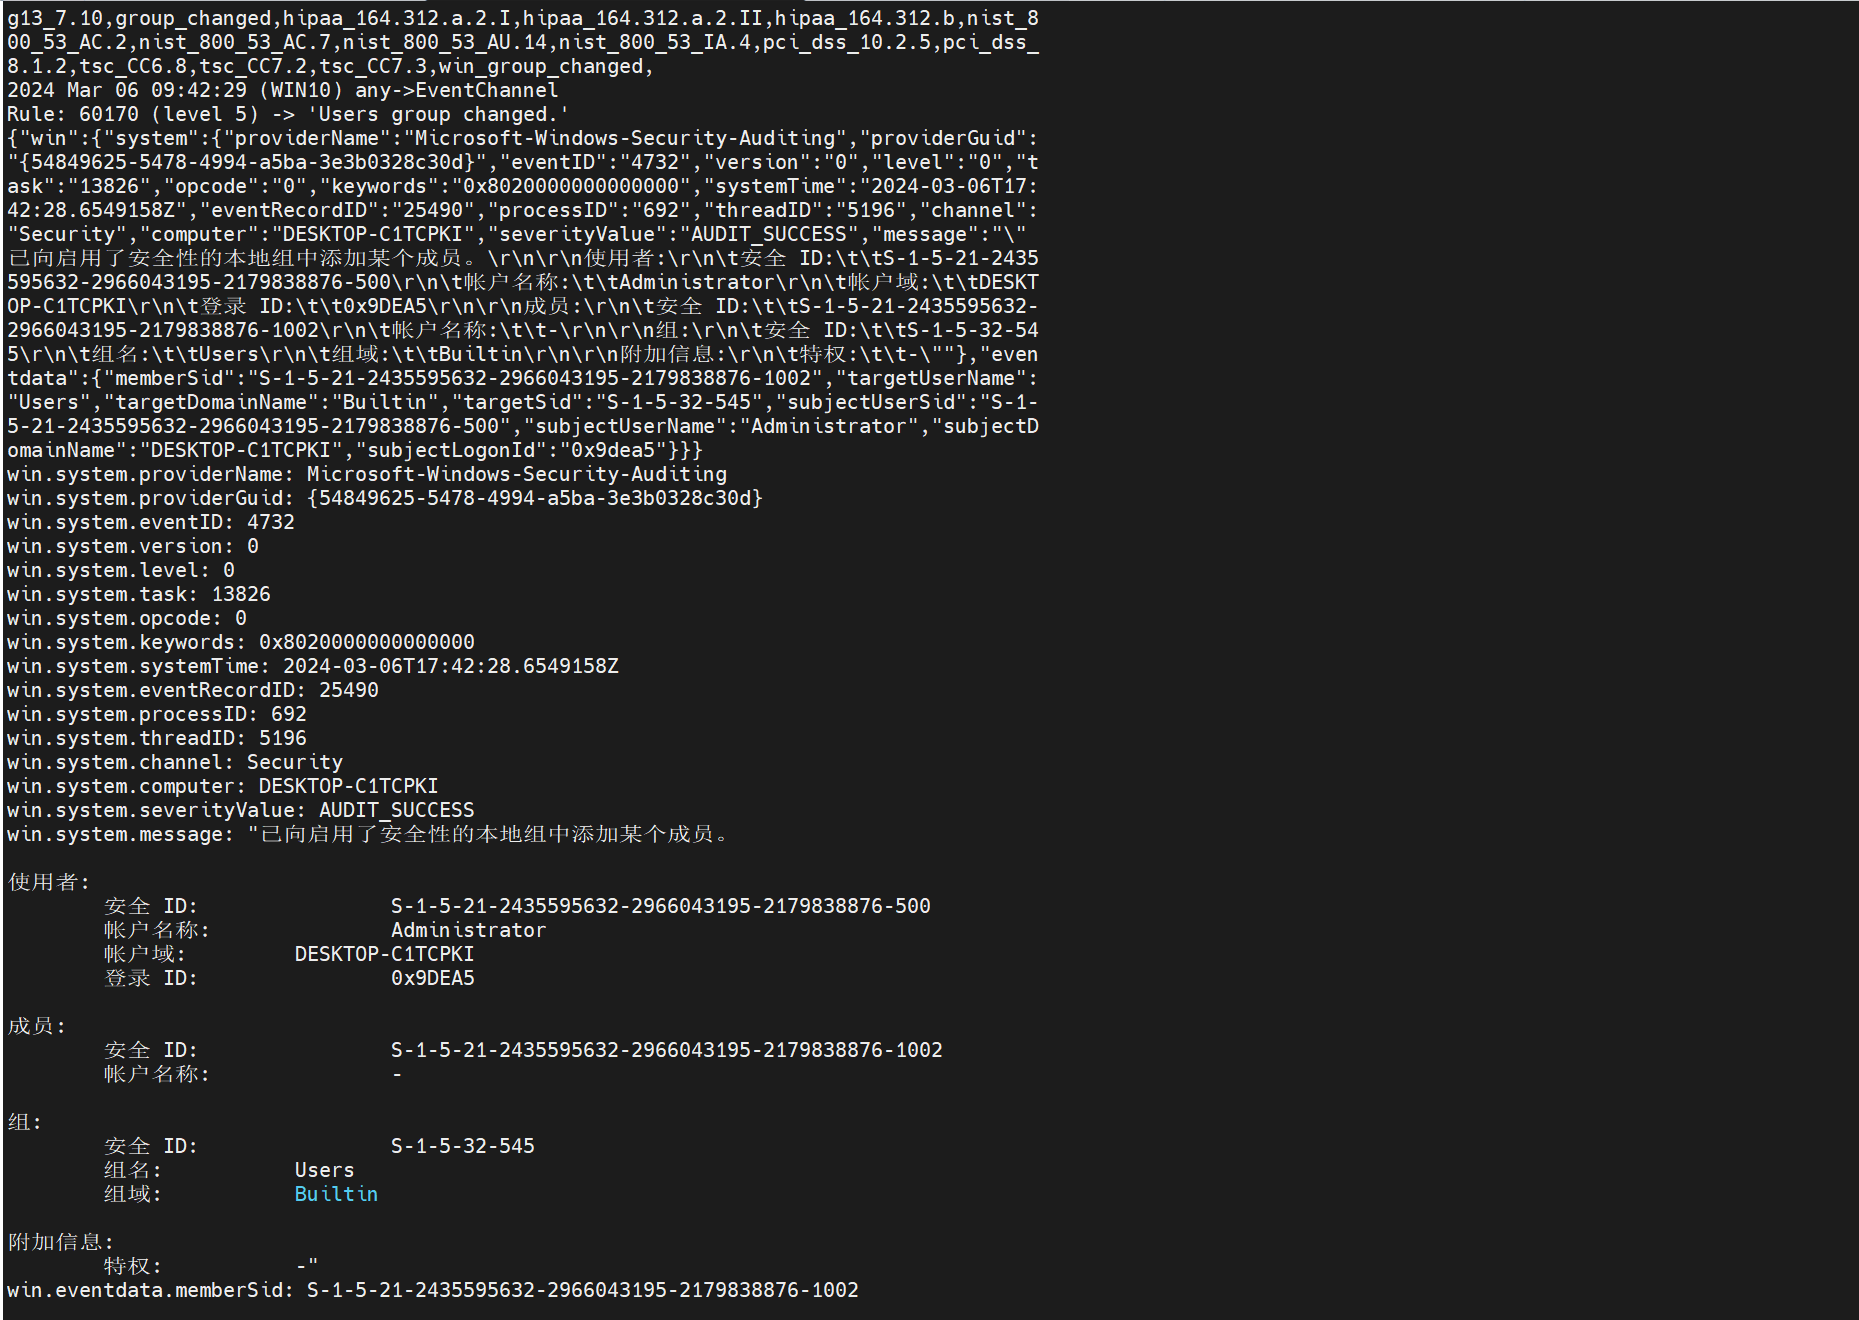 g13_7.10,group_changed,hipaa_164.312.a.2.I,hipaa_164.312.a.2.II,hipaa_164.312.b,nist_8
00_53_AC.2,nist_800_53_AC.7,nist_800_53_AU.14,nist_800_53_IA.4,pci_dss_10.2.5,pci_dss_
8.1.2,tsc_CC6.8,tsc_CC7.2,tsc_CC7.3,win_group_changed,
2024 Mar 06 09:42:29 (WIN10) any->EventChannel
Rule: 60170 (level 5) -> 'Users group changed.'
{"win":{"system":{"providerName":"Microsoft-Windows-Security-Auditing","providerGuid":
"{54849625-5478-4994-a5ba-3e3b0328c30d}","eventID":"4732","version":"0","level":"0","t
ask":"13826","opcode":"0","keywords":"0x8020000000000000","systemTime":"2024-03-06T17:
42:28.6549158Z","eventRecordID":"25490","processID":"692","threadID":"5196","channel":
"Security","computer":"DESKTOP-C1TCPKI","severityValue":"AUDIT_SUCCESS","message":"\"
已向启用了安全性的本地组中添加某个成员。\r\n\r\n使用者:\r\n\t安全 ID:\t\tS-1-5-21-2435
595632-2966043195-2179838876-500\r\n\t帐户名称:\t\tAdministrator\r\n\t帐户域:\t\tDESKT
OP-C1TCPKI\r\n\t登录 ID:\t\t0x9DEA5\r\n\r\n成员:\r\n\t安全 ID:\t\tS-1-5-21-2435595632-
2966043195-2179838876-1002\r\n\t帐户名称:\t\t-\r\n\r\n组:\r\n\t安全 ID:\t\tS-1-5-32-54
5\r\n\t组名:\t\tUsers\r\n\t组域:\t\tBuiltin\r\n\r\n附加信息:\r\n\t特权:\t\t-\""},"even
tdata":{"memberSid":"S-1-5-21-2435595632-2966043195-2179838876-1002","targetUserName":
"Users","targetDomainName":"Builtin","targetSid":"S-1-5-32-545","subjectUserSid":"S-1-
5-21-2435595632-2966043195-2179838876-500","subjectUserName":"Administrator","subjectD
omainName":"DESKTOP-C1TCPKI","subjectLogonId":"0x9dea5"}}}
win.system.providerName: Microsoft-Windows-Security-Auditing
win.system.providerGuid: {54849625-5478-4994-a5ba-3e3b0328c30d}
win.system.eventID: 4732
win.system.version: 0
win.system.level: 0
win.system.task: 13826
win.system.opcode: 0
win.system.keywords: 0x8020000000000000
win.system.systemTime: 2024-03-06T17:42:28.6549158Z
win.system.eventRecordID: 25490
win.system.processID: 692
win.system.threadID: 5196
win.system.channel: Security
win.system.computer: DESKTOP-C1TCPKI
win.system.severityValue: AUDIT_SUCCESS
win.system.message: "已向启用了安全性的本地组中添加某个成员。
使用者:
安全 ID: S-1-5-21-2435595632-2966043195-2179838876-500
帐户名称: Administrator
帐户域: DESKTOP-C1TCPKI
登录 ID: 0x9DEA5
成员:
安全 ID: S-1-5-21-2435595632-2966043195-2179838876-1002
帐户名称: -
组:
安全 ID: S-1-5-32-545
组名: Users
组域: Builtin
附加信息:
特权: -"
win.eventdata.memberSid: S-1-5-21-2435595632-2966043195-2179838876-1002